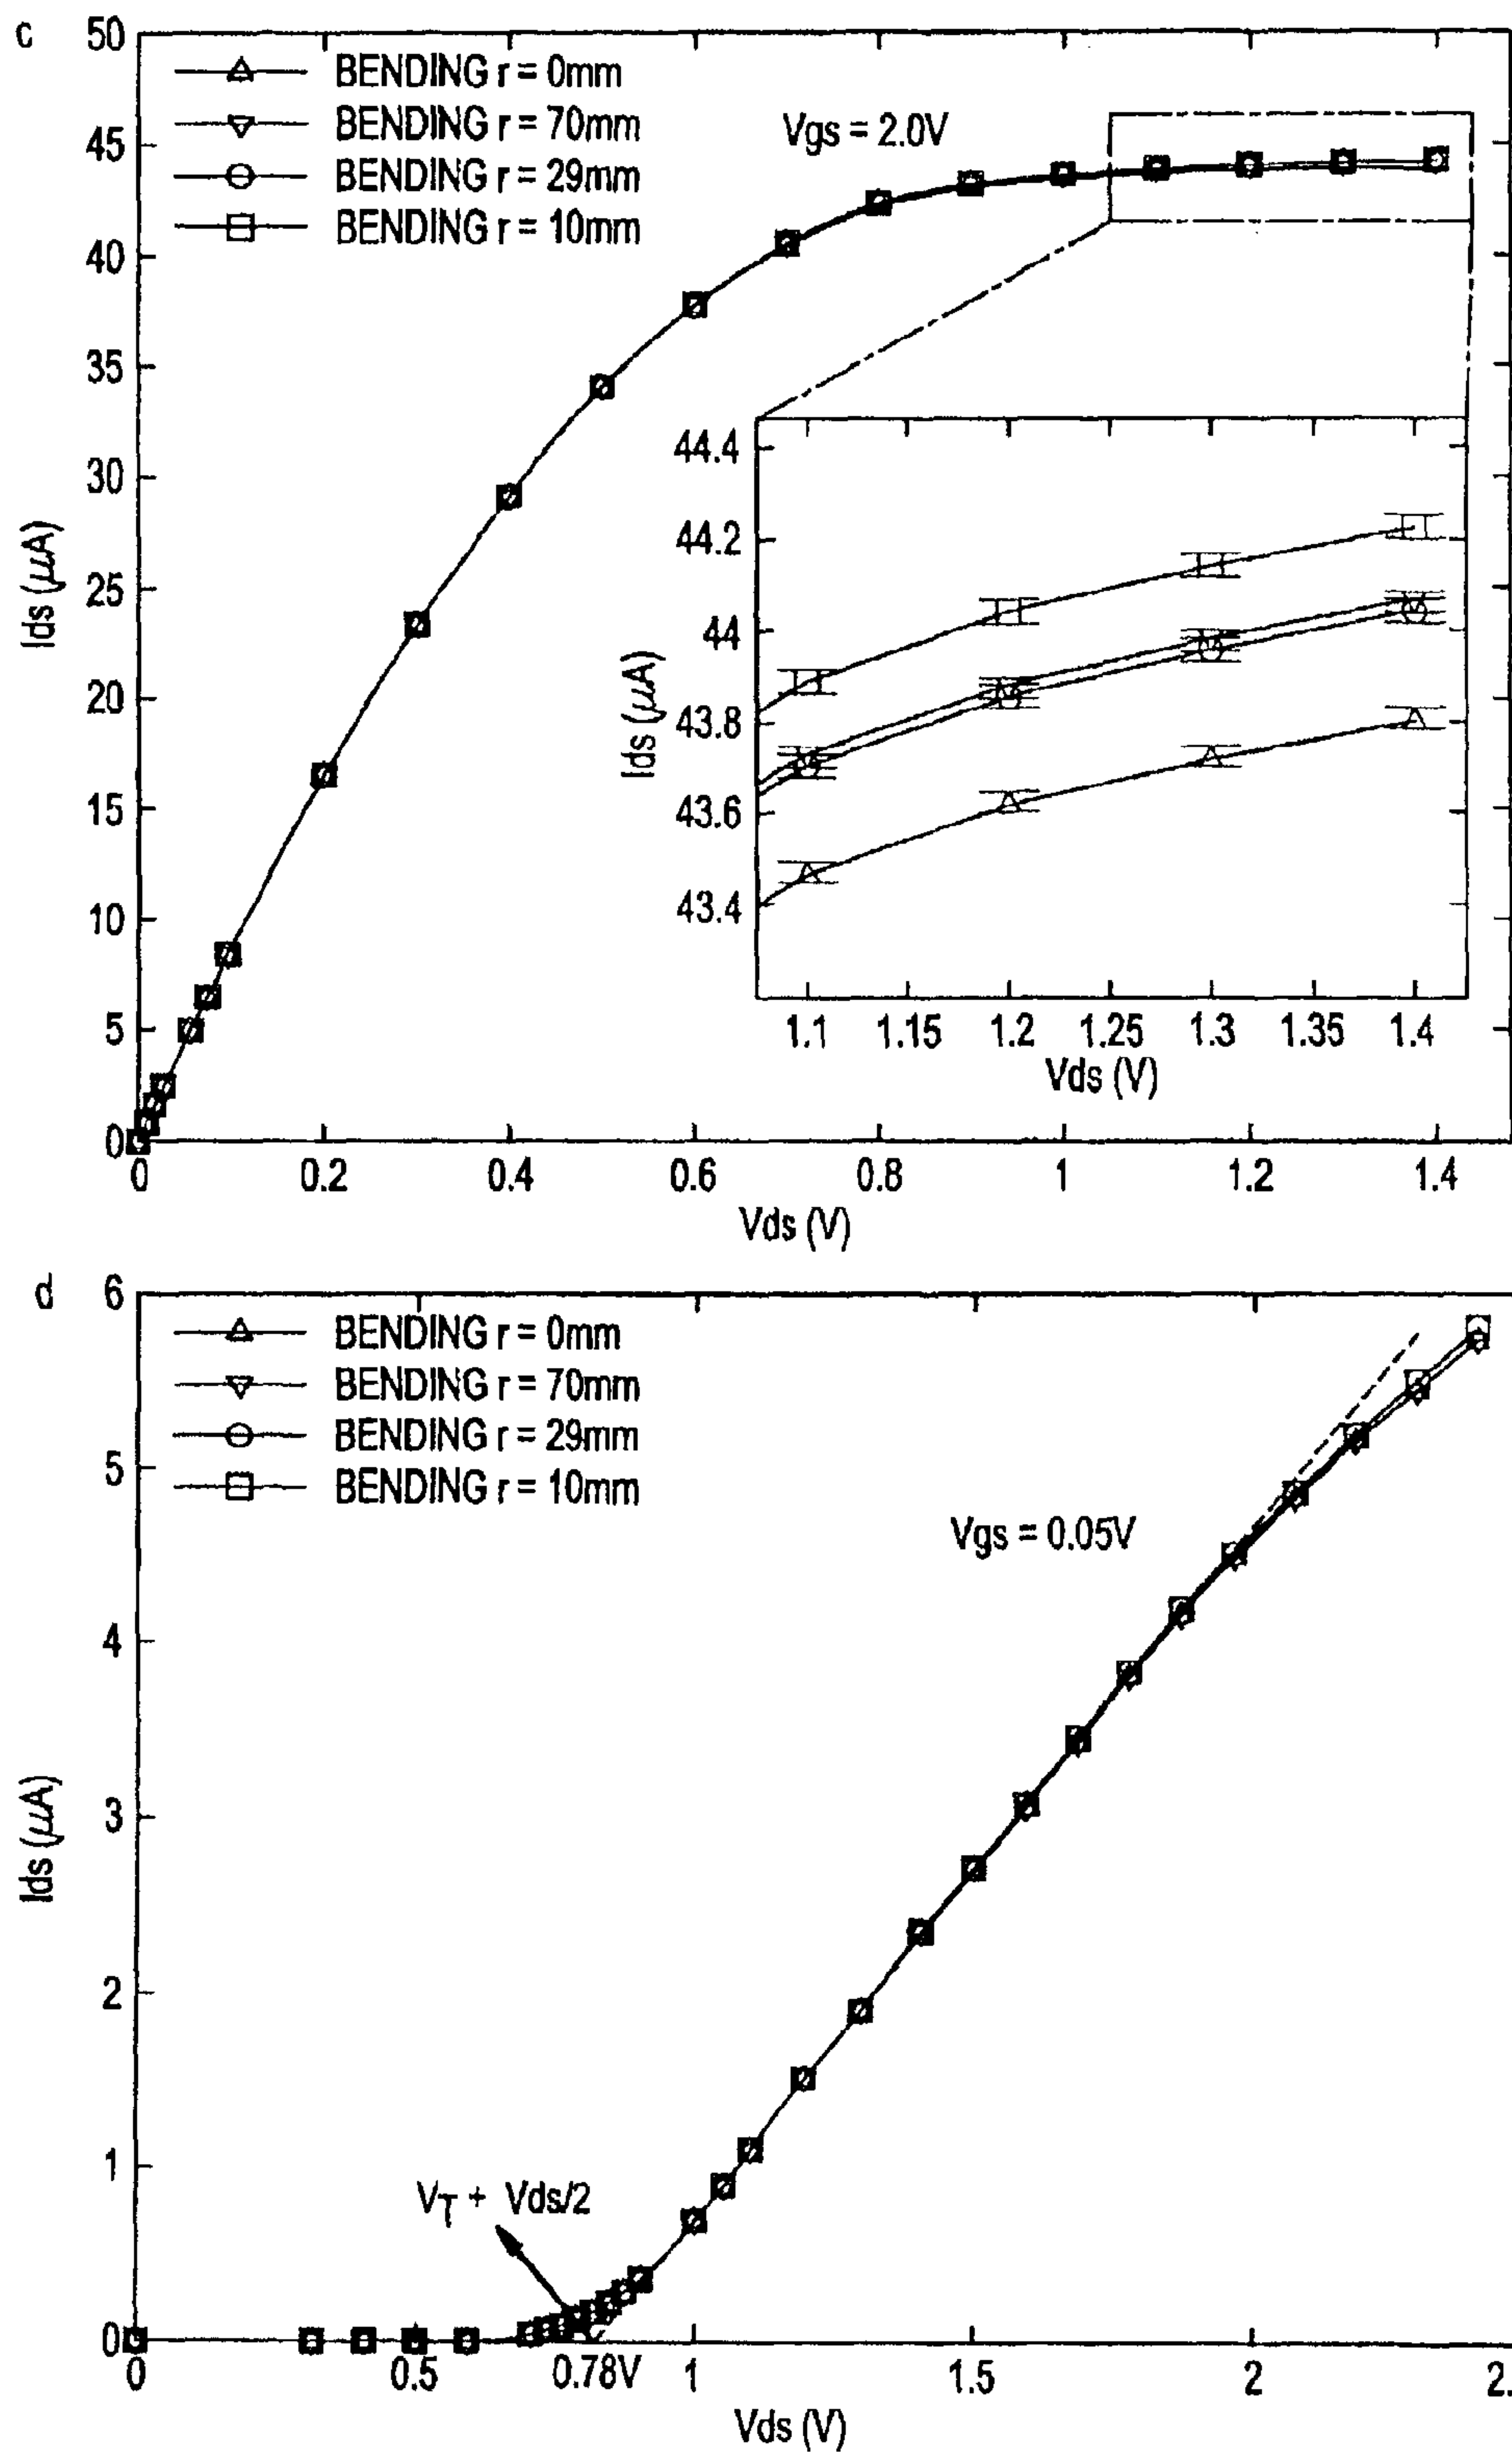 c
50
45
40
35
30
25
20
15
10
5
0
Ids (μA)
BENDING r = 0mm
BENDING r = 70mm
BENDING r = 29mm
BENDING r = 10mm
Vgs = 2.0V
44.4
44.2
44
43.8
43.6
43.4
Ids (μA)
1.1 1.15 1.2 1.25 1.3 1.35 1.4
Vds (V)
0 0.2 0.4 0.6 0.8 1 1.2 1.4
Vds (V)
d
6
5
4
3
2
1
0
Ids (μA)
BENDING r = 0mm
BENDING r = 70mm
BENDING r = 29mm
BENDING r = 10mm
Vgs = 0.05V
VT + Vds/2
0 0.5 0.78V 1 1.5 2 2.
Vds (V)